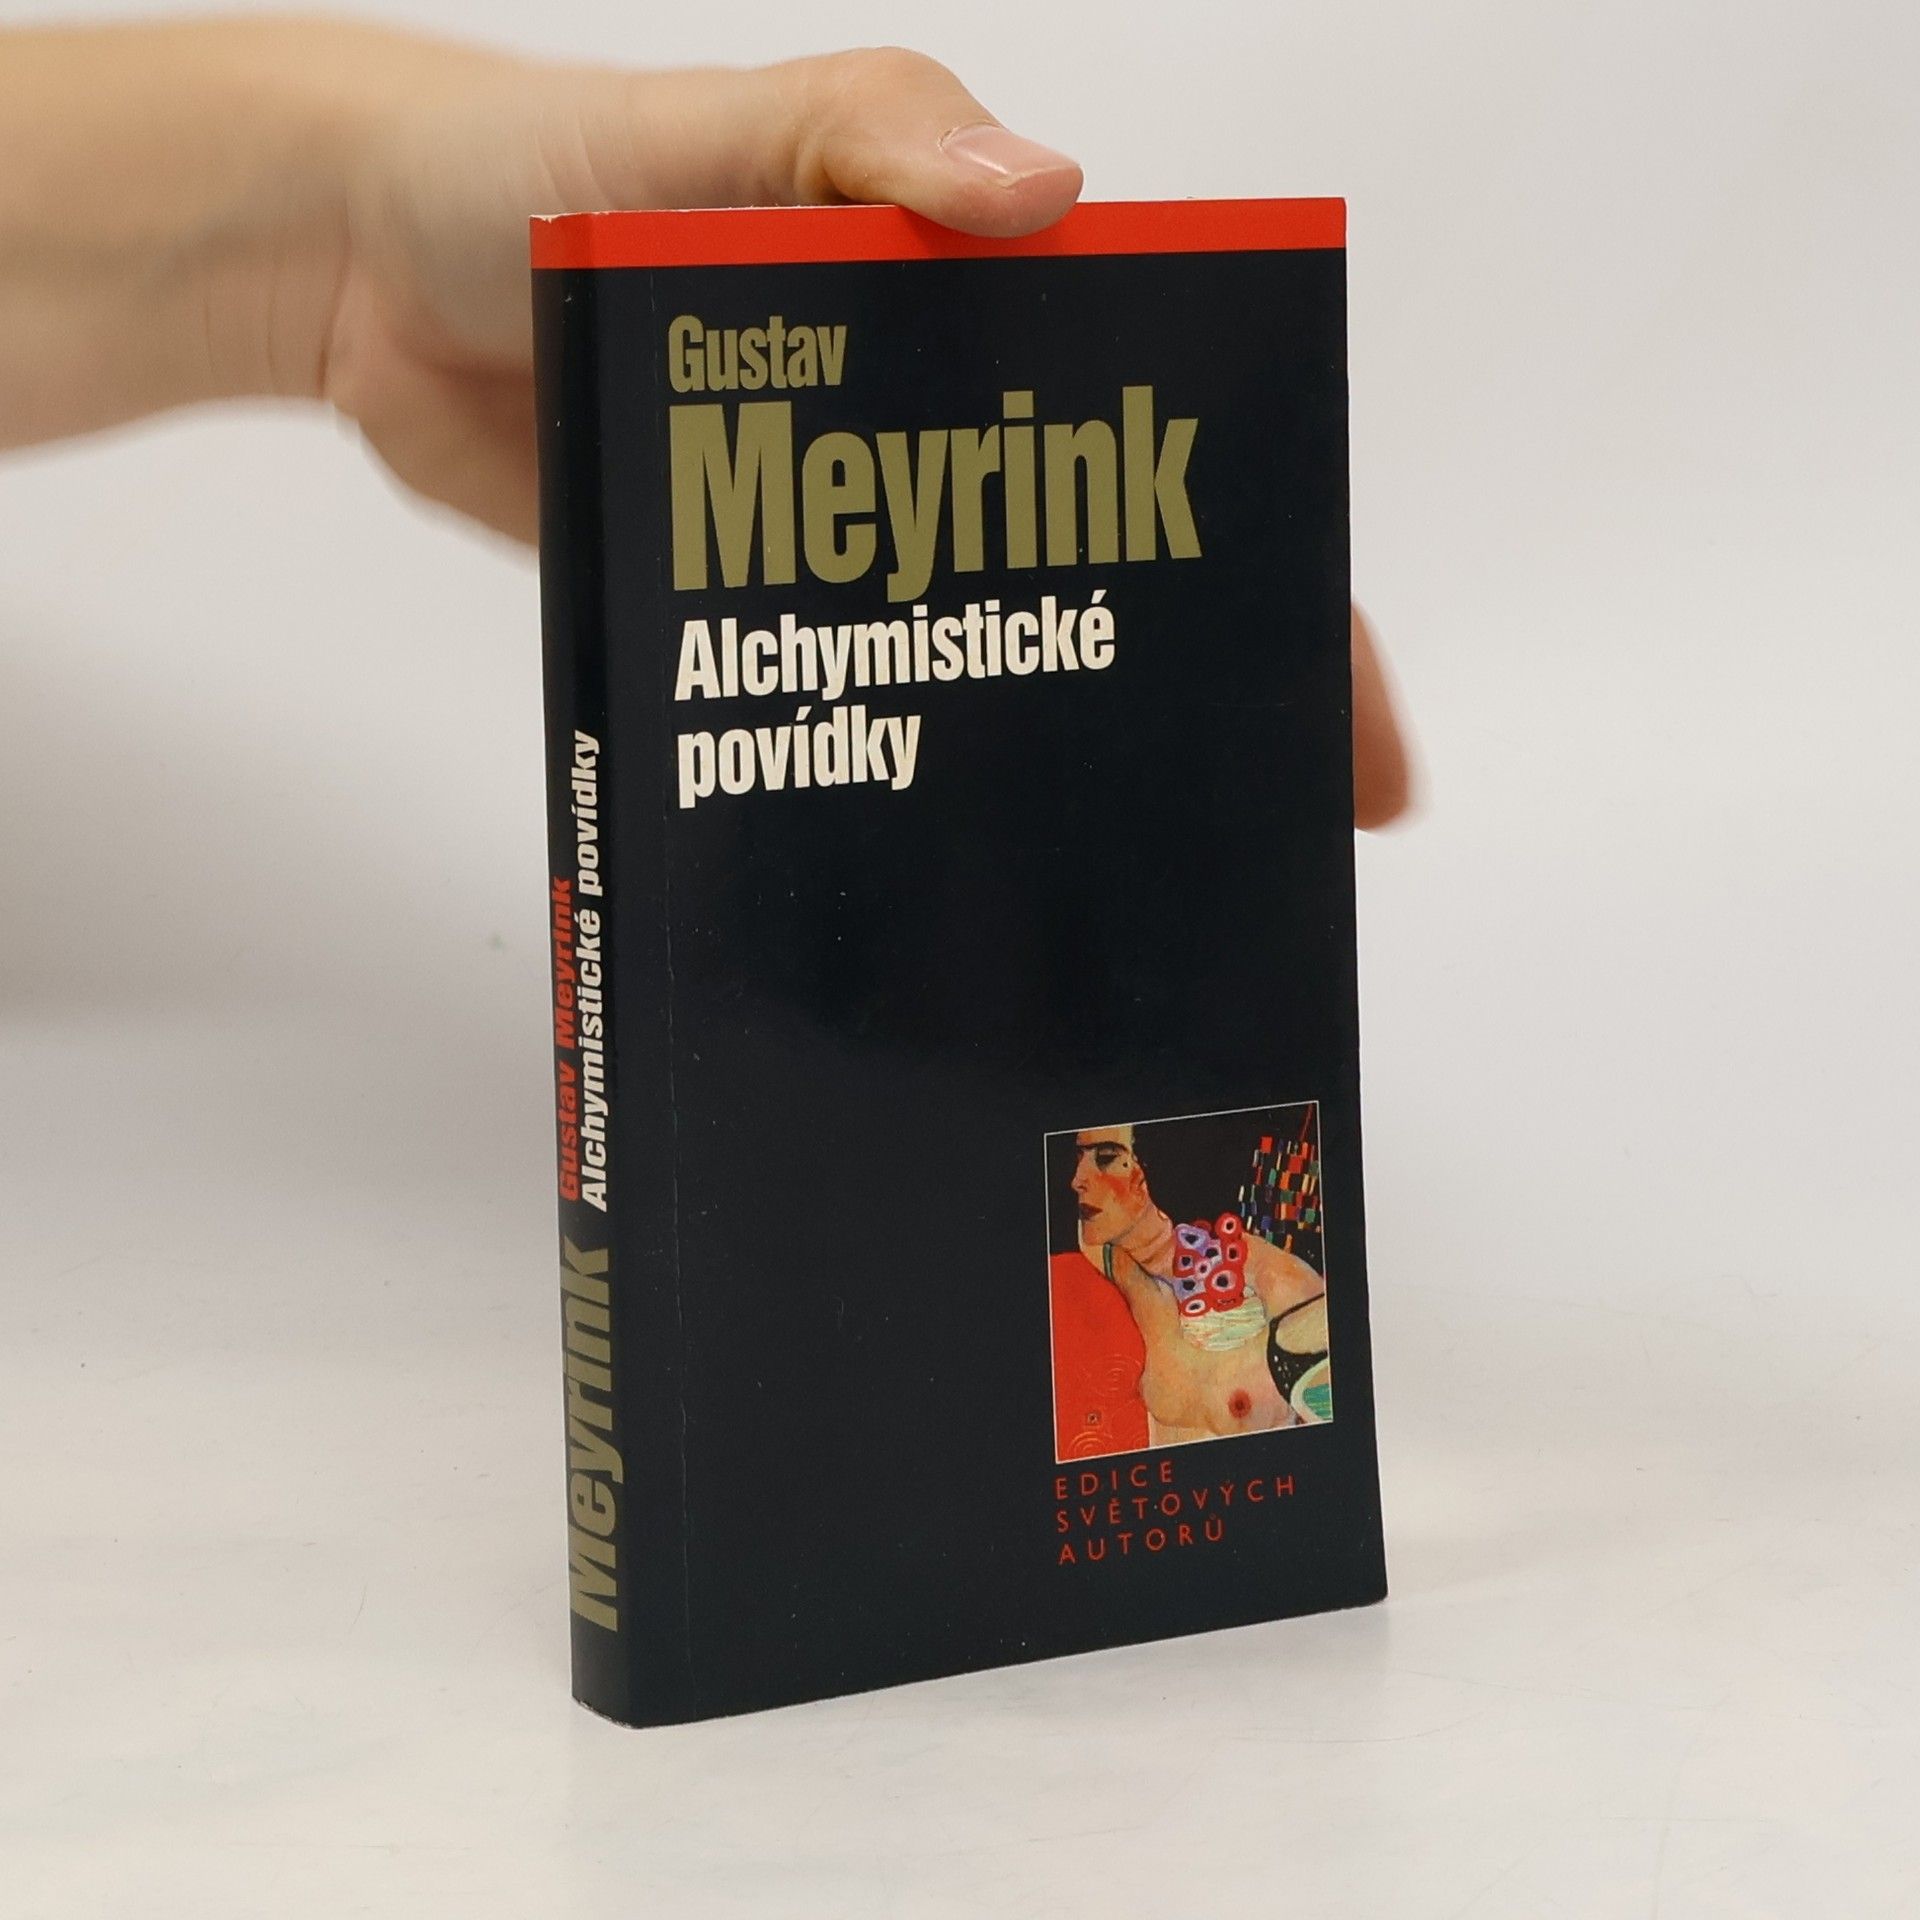 Gustav
Meyrink
Alchymistické
povídky
EDICE
SVĚTOVÝCH
AUTORŮ
Meyrink
Gustav Meyrink
Alchymistické povídky